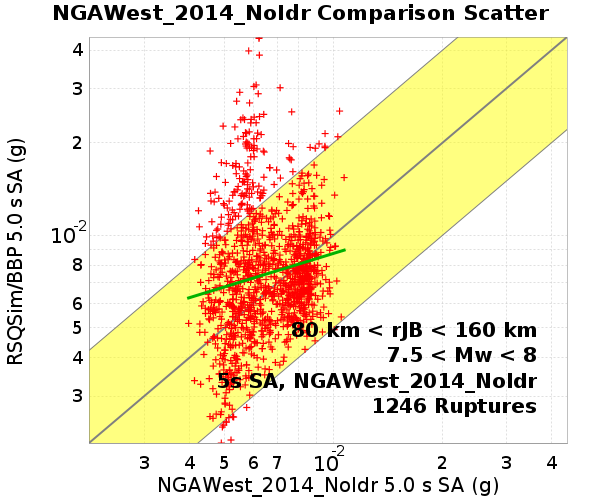 NGAWest_2014_NoIdr Comparison Scatter
RSQSim/BBP 5.0 s SA (g)
4
3
2
10-2
8
6
5
4
3
80 km < rJB < 160 km
7.5 < Mw < 8
5s SA, NGAWest_2014_NoIdr
1246 Ruptures
3 4 5 6 7 10-2 2 3 4
NGAWest_2014_NoIdr 5.0 s SA (g)